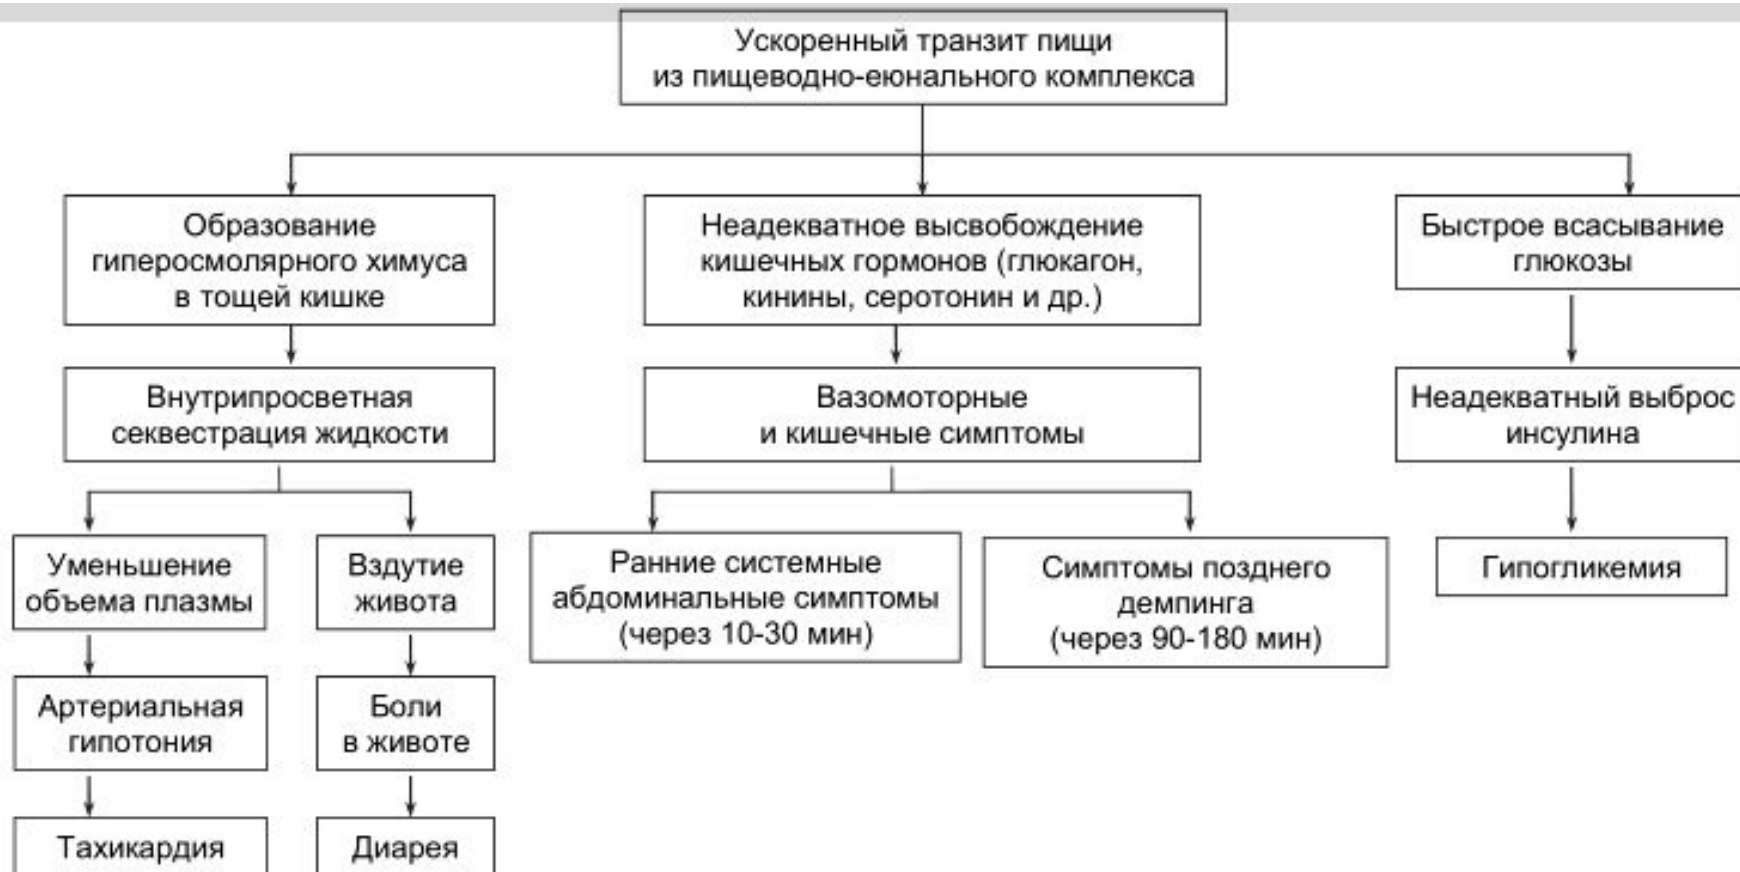 Ускоренный транзит пищи
из пищеводно-еюнального комплекса
Образование
гиперосмолярного химуса
в тощей кишке
Неадекватное высвобождение
кишечных гормонов (глюкагон,
кинины, серотонин и др.)
Быстрое всасывание
глюкозы
Внутрипросветная
секвестрация жидкости
Вазомоторные
и кишечные симптомы
Неадекватный выброс
инсулина
Уменьшение
объема плазмы
Вздутие
живота
Ранние системные
абдоминальные симптомы
(через 10-30 мин)
Симптомы позднего
демпинга
(через 90-180 мин)
Гипогликемия
Артериальная
гипотония
Боли
в животе
Тахикардия
Диарея